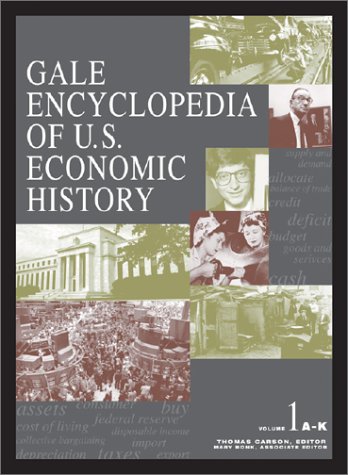 GALE
ENCYCLOPEDIA
OF U.S.
ECONOMIC
HISTORY
supply and
demand
allocate
balance of trade
credit
deficit
budget
goods and
serivces
cash
assets
consumer
buy
federal reserve
cost of living
disposable income
collective bargaining
import
depreciation
taxes
export
VOLUME 1 A-K
THOMAS CARSON, EDITOR
MARY BONK, ASSOCIATE EDITOR